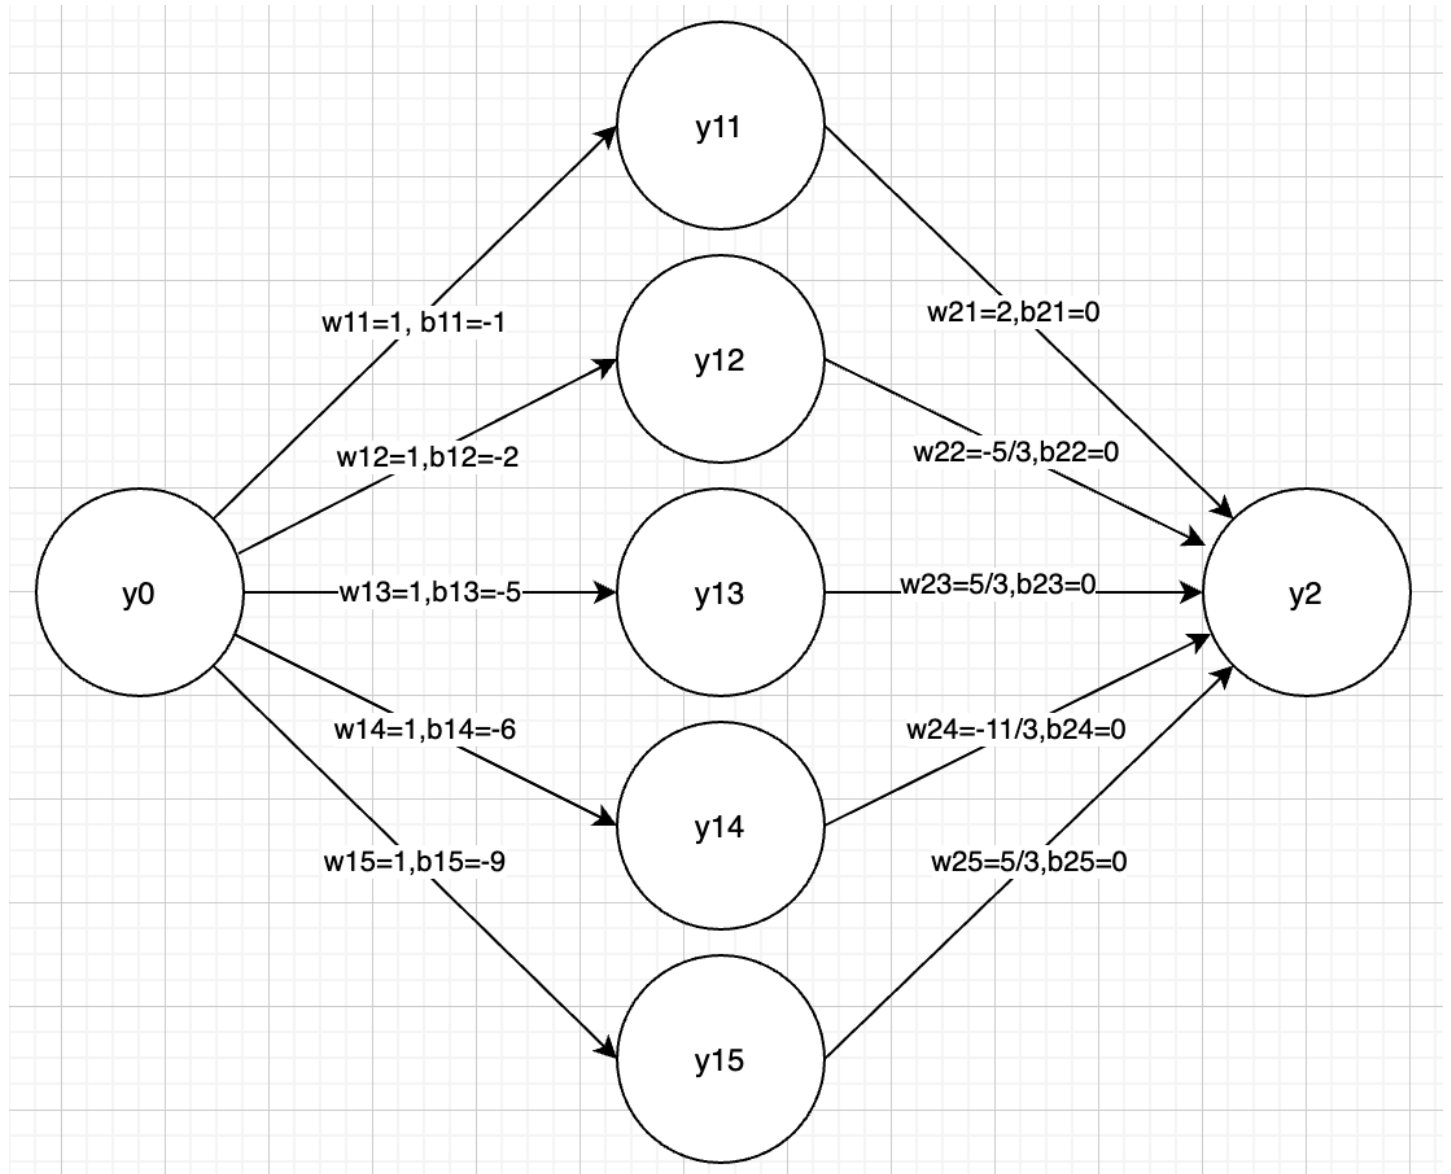 y11
w11=1, b11=-1
w21=2,b21=0
y12
w12=1,b12=-2
w22=-5/3,b22=0
y0
w13=1,b13=-5
y13
w23=5/3,b23=0
y2
w14=1,b14=-6
y14
w24=-11/3,b24=0
w15=1,b15=-9
w25=5/3,b25=0
y15